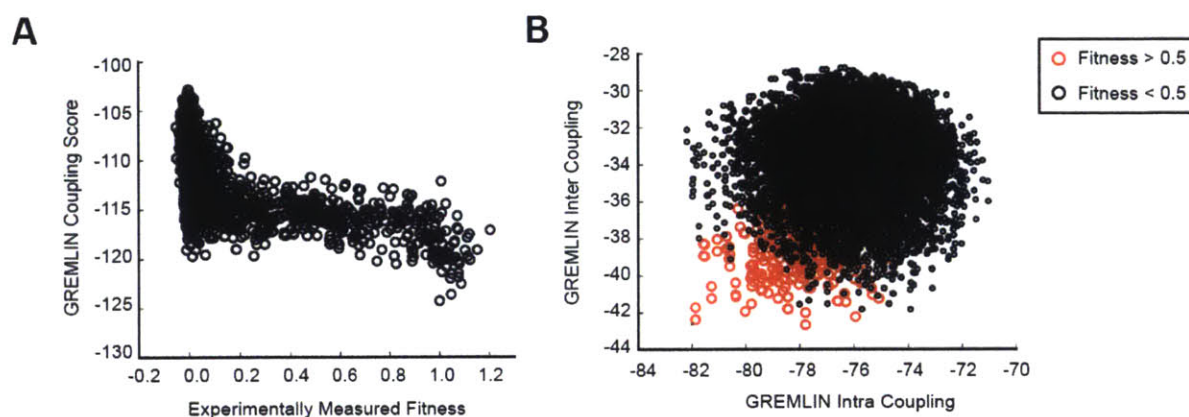 A
GREMLIN Coupling Score
-100
-105
-110
-115
-120
-125
-130
-0.2 0.0 0.2 0.4 0.6 0.8 1.0 1.2
Experimentally Measured Fitness
B
GREMLIN Inter Coupling
-28
-30
-32
-34
-36
-38
-40
-42
-44
-84 -82 -80 -78 -76 -74 -72 -70
GREMLIN Intra Coupling
Fitness > 0.5
Fitness < 0.5